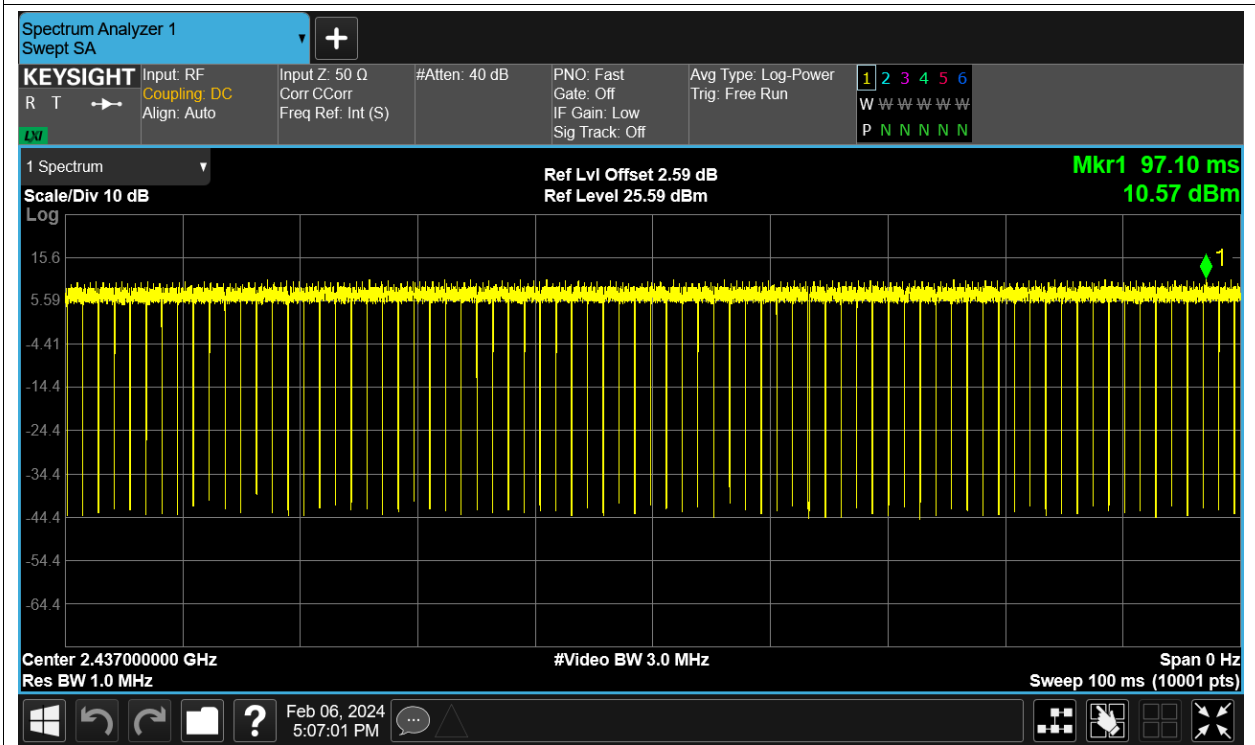 Spectrum Analyzer 1
Swept SA
KEYSIGHT
R T
LXI
Input: RF
Coupling: DC
Align: Auto
Input Z: 50 Ω
Corr CCorr
Freq Ref: Int (S)
#Atten: 40 dB
PNO: Fast
Gate: Off
IF Gain: Low
Sig Track: Off
Avg Type: Log-Power
Trig: Free Run
1 2 3 4 5 6
W W W W W W
P N N N N N
1 Spectrum
Scale/Div 10 dB
Ref Lvl Offset 2.59 dB
Ref Level 25.59 dBm
Mkr1 97.10 ms
10.57 dBm
Log
15.6
5.59
-4.41
-14.4
-24.4
-34.4
-44.4
-54.4
-64.4
1
Center 2.437000000 GHz
Res BW 1.0 MHz
#Video BW 3.0 MHz
Span 0 Hz
Sweep 100 ms (10001 pts)
?
Feb 06, 2024
5:07:01 PM